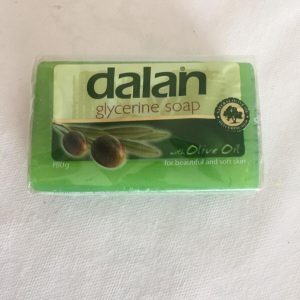 dalan
glycerine soap
with Olive Oil
for beautiful and soft skin